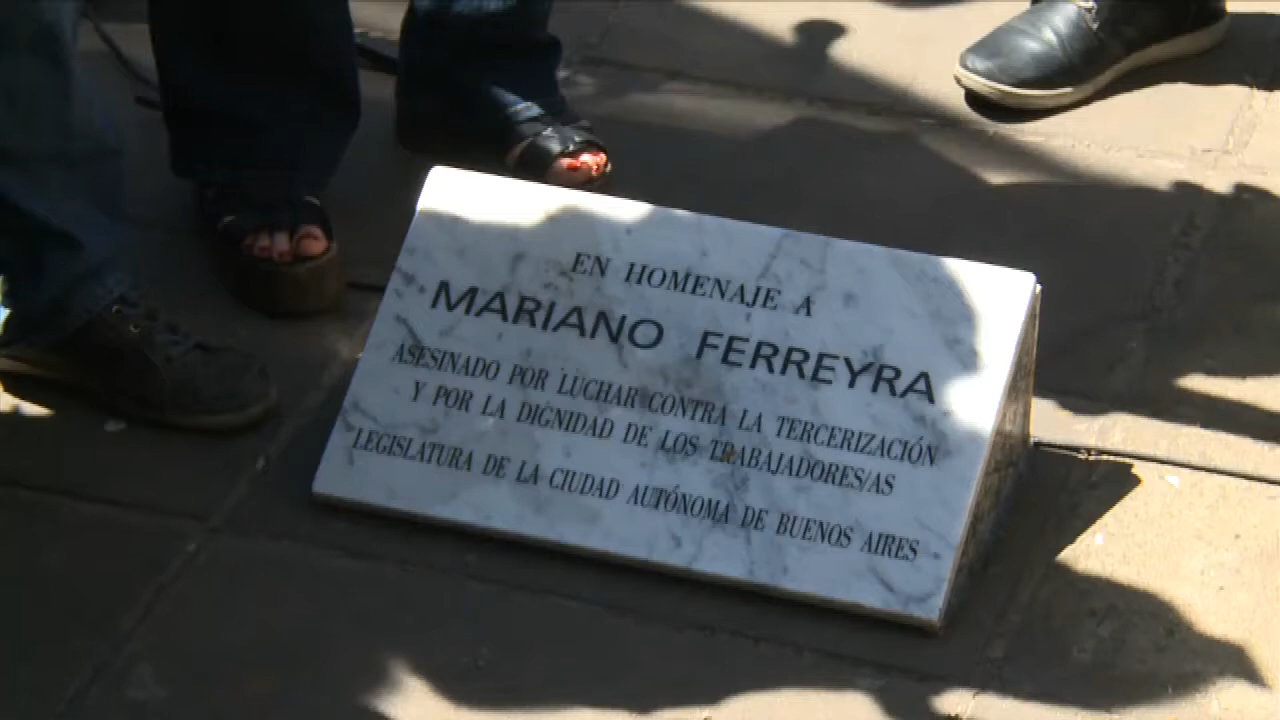 EN HOMENAJE A
MARIANO FERREYRA
ASESINADO POR LUCHAR CONTRA LA TERCERIZACIÓN
Y POR LA DIGNIDAD DE LOS TRABAJADORES/AS
LEGISLATURA DE LA CIUDAD AUTÓNOMA DE BUENOS AIRES